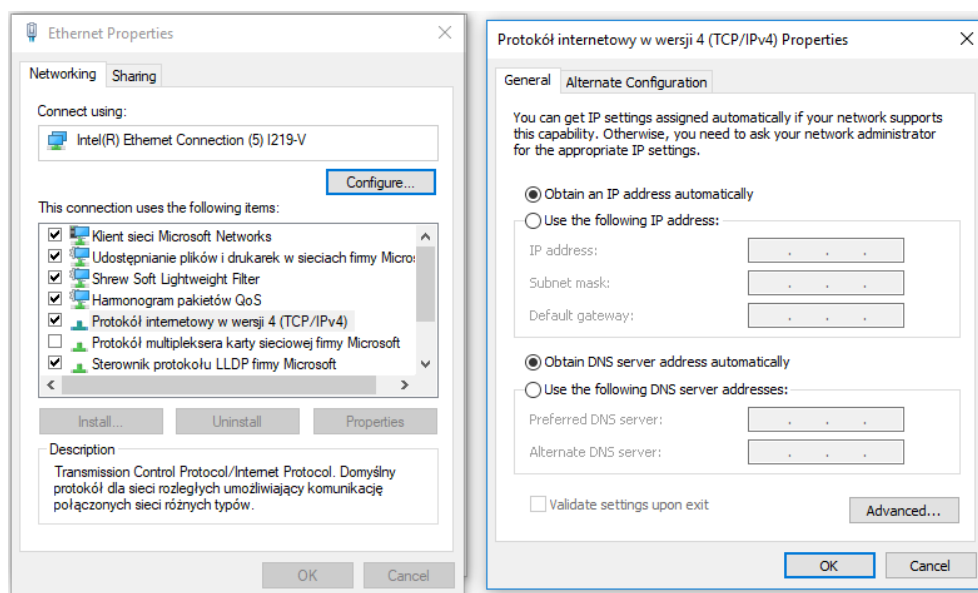 Ethernet Properties
Networking
Sharing
Connect using:
Intel(R) Ethernet Connection (5) I219-V
Configure...
This connection uses the following items:
Klient sieci Microsoft Networks
Udostępnianie plików i drukarek w sieciach firmy Micro
Shrew Soft Lightweight Filter
Harmonogram pakietów QoS
Protokół internetowy w wersji 4 (TCP/IPv4)
Protokół multipleksera karty sieciowej firmy Microsoft
Sterownik protokołu LLDP firmy Microsoft
Install...
Uninstall
Properties
Description
Transmission Control Protocol/Internet Protocol. Domyślny
protokół dla sieci rozległych umożliwiający komunikację
połączonych sieci różnych typów.
OK
Cancel
Protokół internetowy w wersji 4 (TCP/IPv4) Properties
General
Alternate Configuration
You can get IP settings assigned automatically if your network supports
this capability. Otherwise, you need to ask your network administrator
for the appropriate IP settings.
Obtain an IP address automatically
Use the following IP address:
IP address:
Subnet mask:
Default gateway:
Obtain DNS server address automatically
Use the following DNS server addresses:
Preferred DNS server:
Alternate DNS server:
Validate settings upon exit
Advanced...
OK
Cancel